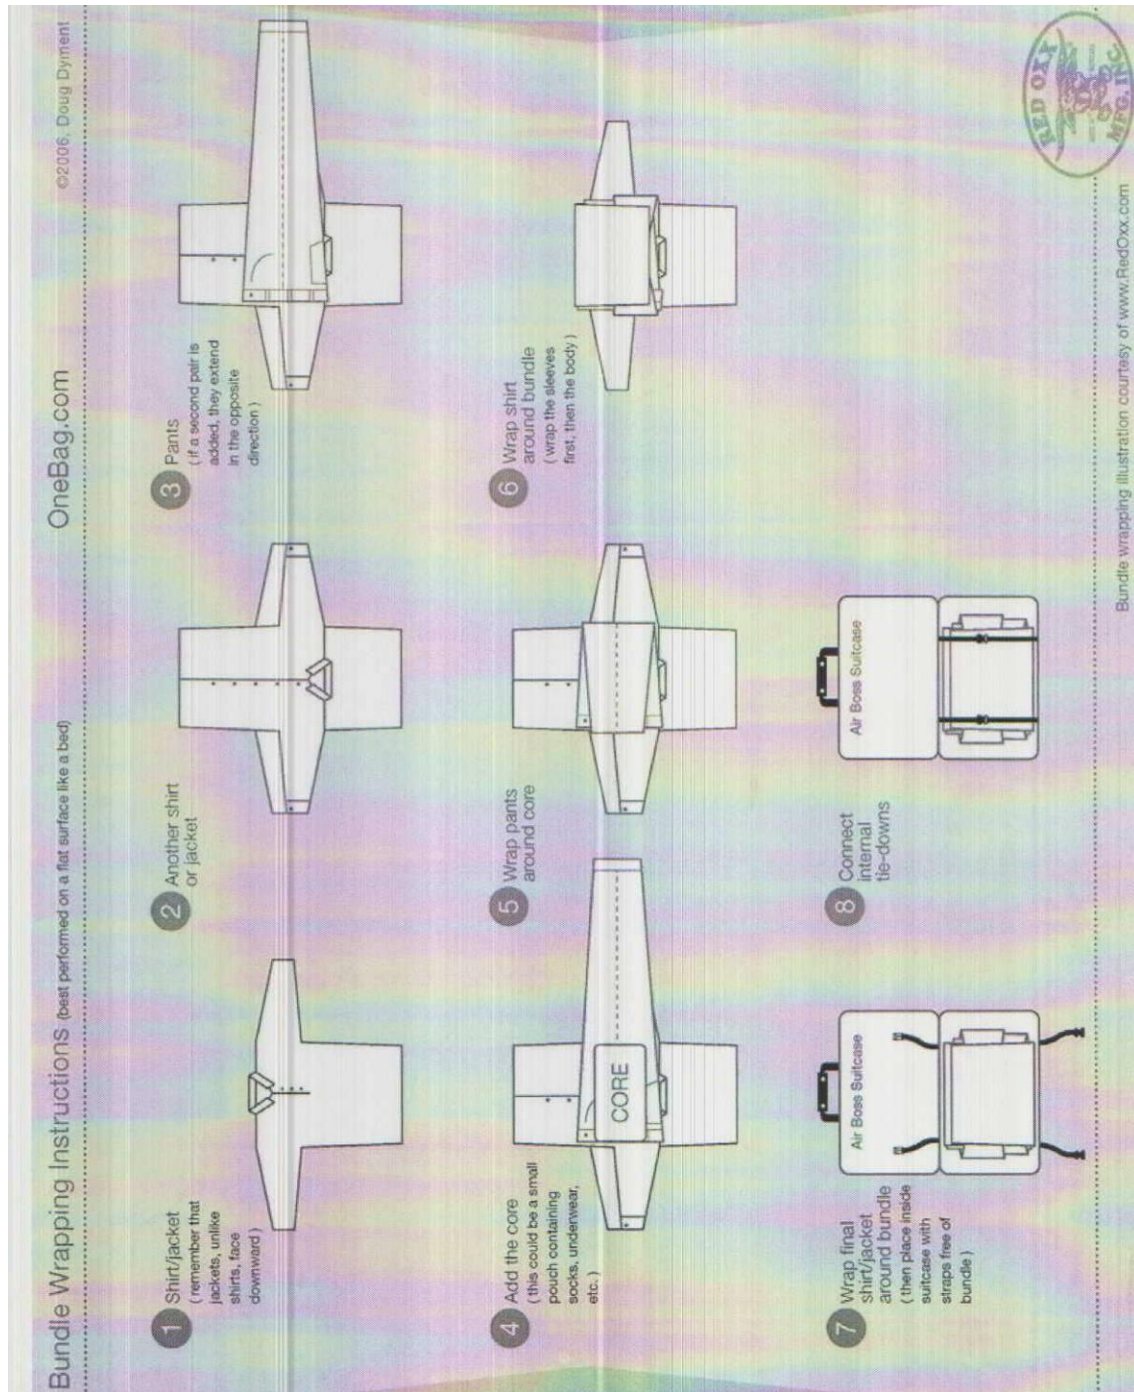 Bundle Wrapping Instructions (best performed on a flat surface like a bed) OneBag.com ©2006, Doug Dyment
1 Shirt/jacket
( remember that
jackets, unlike
shirts, face
downward )
2 Another shirt
or jacket
3 Pants
( if a second pair is
added, they extend
in the opposite
direction )
4 Add the core
( this could be a small
pouch containing
socks, underwear,
etc. )
CORE
5 Wrap pants
around core
6 Wrap shirt
around bundle
( wrap the sleeves
first, then the body )
7 Wrap final
shirt/jacket
around bundle
( then place inside
suitcase with
straps free of
bundle )
Air Boss Suitcase
8 Connect
internal
tie-downs
Air Boss Suitcase
Bundle wrapping illustration courtesy of www.RedOxx.com
RED OXX
MFG. INC.